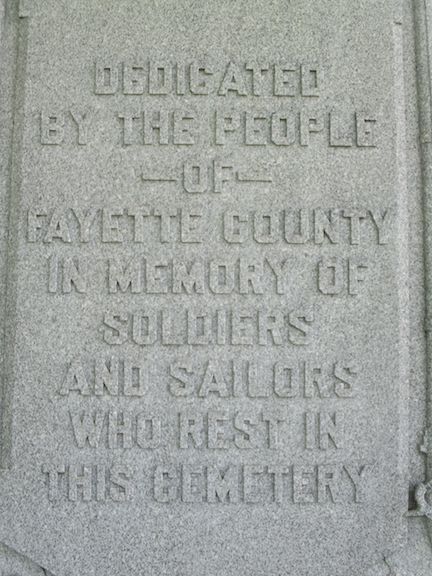 DEDICATED
BY THE PEOPLE
—OF—
FAYETTE COUNTY
IN MEMORY OF
SOLDIERS
AND SAILORS
WHO REST IN
THIS CEMETERY